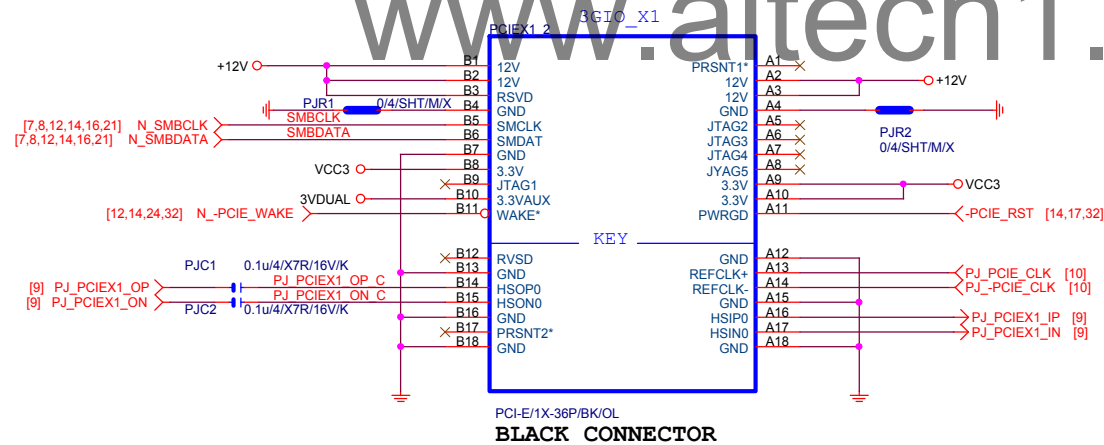 www.altech1.
3GIO_X1
PCIEX1_2
+12V B1 12V PRSNT1* A1
B2 12V 12V A2 +12V
B3 RSVD 12V A3
PJR1 0/4/SHT/M/X B4 GND GND A4
[7,8,12,14,16,21] N_SMBCLK SMBCLK B5 SMCLK JTAG2 A5
[7,8,12,14,16,21] N_SMBDATA SMBDATA B6 SMDAT JTAG3 A6 PJR2
B7 GND JTAG4 A7 0/4/SHT/M/X
VCC3 B8 3.3V JYAG5 A8
B9 JTAG1 3.3V A9 VCC3
3VDUAL B10 3.3VAUX 3.3V A10
[12,14,24,32] N_-PCIE_WAKE B11 WAKE* PWRGD A11 -PCIE_RST [14,17,32]
KEY
B12 RVSD GND A12
PJC1 0.1u/4/X7R/16V/K B13 GND REFCLK+ A13 PJ_PCIE_CLK [10]
[9] PJ_PCIEX1_OP PJ_PCIEX1_OP_C B14 HSOP0 REFCLK- A14 PJ_-PCIE_CLK [10]
[9] PJ_PCIEX1_ON PJ_PCIEX1_ON_C B15 HSON0 GND A15
PJC2 0.1u/4/X7R/16V/K B16 GND HSIP0 A16 PJ_PCIEX1_IP [9]
B17 PRSNT2* HSIN0 A17 PJ_PCIEX1_IN [9]
B18 GND GND A18
PCI-E/1X-36P/BK/OL
BLACK CONNECTOR